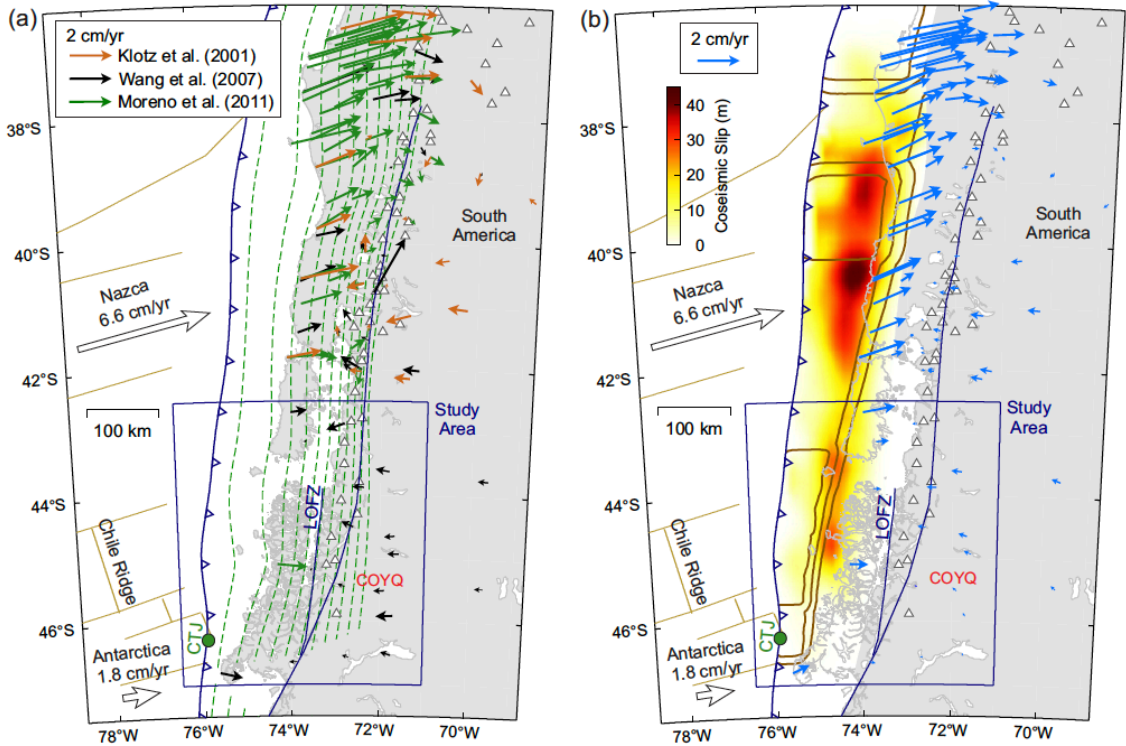 (a)
2 cm/yr
Klotz et al. (2001)
Wang et al. (2007)
Moreno et al. (2011)
38°S
40°S
42°S
44°S
46°S
South
America
Nazca
6.6 cm/yr
100 km
Study
Area
LOFZ
Chile Ridge
COYQ
CTJ
Antarctica
1.8 cm/yr
78°W
76°W
74°W
72°W
70°W
(b)
2 cm/yr
40
30
20
10
0
Coseismic Slip (m)
38°S
40°S
42°S
44°S
46°S
South
America
Nazca
6.6 cm/yr
100 km
Study
Area
LOFZ
Chile Ridge
COYQ
CTJ
Antarctica
1.8 cm/yr
78°W
76°W
74°W
72°W
70°W